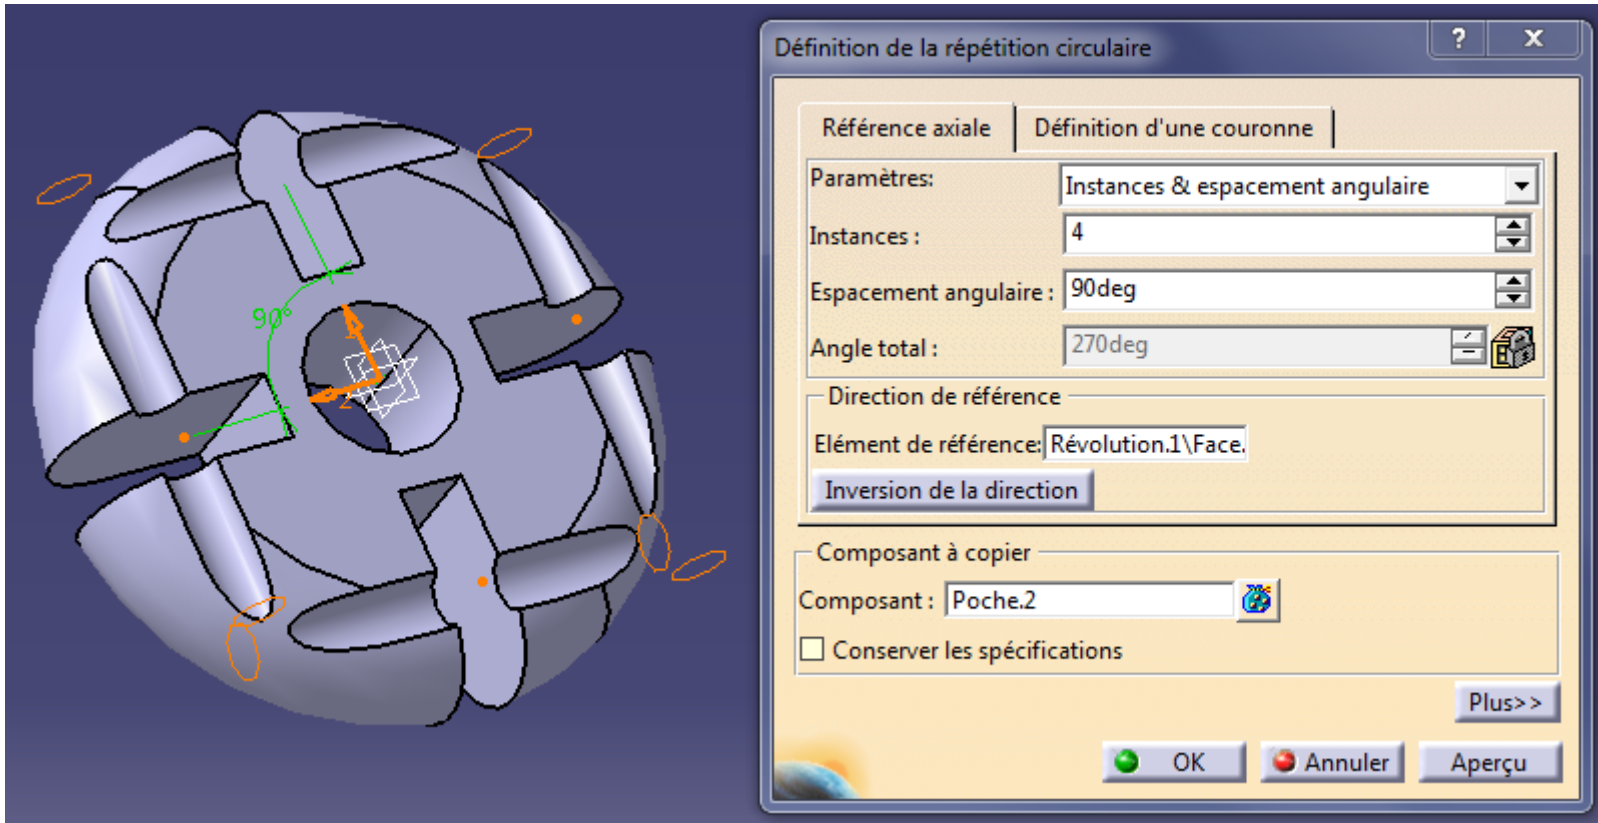 Définition de la répétition circulaire
? x
Référence axiale
Définition d'une couronne
Paramètres:
Instances & espacement angulaire
Instances :
4
Espacement angulaire :
90deg
Angle total :
270deg
Direction de référence
Elément de référence:
Révolution.1\Face.
Inversion de la direction
Composant à copier
Composant :
Poche.2
Conserver les spécifications
Plus>>
OK
Annuler
Aperçu
90°
1
2